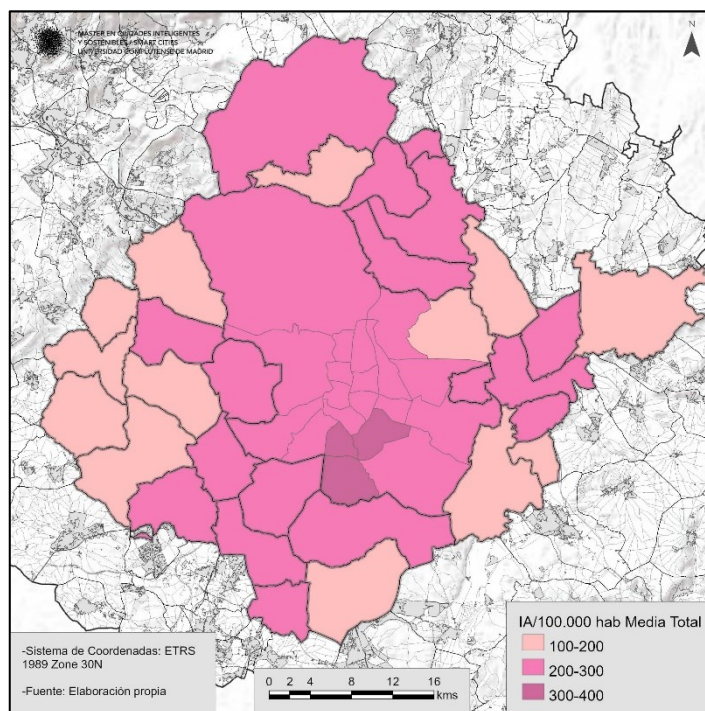 MÁSTER EN CIUDADES INTELIGENTES
Y SOSTENIBLES / SMART CITIES
UNIVERSIDAD COMPLUTENSE DE MADRID
N
IA/100.000 hab Media Total
100-200
200-300
300-400
-Sistema de Coordenadas: ETRS
1989 Zone 30N
-Fuente: Elaboración propia
0 2 4 8 12 16
kms